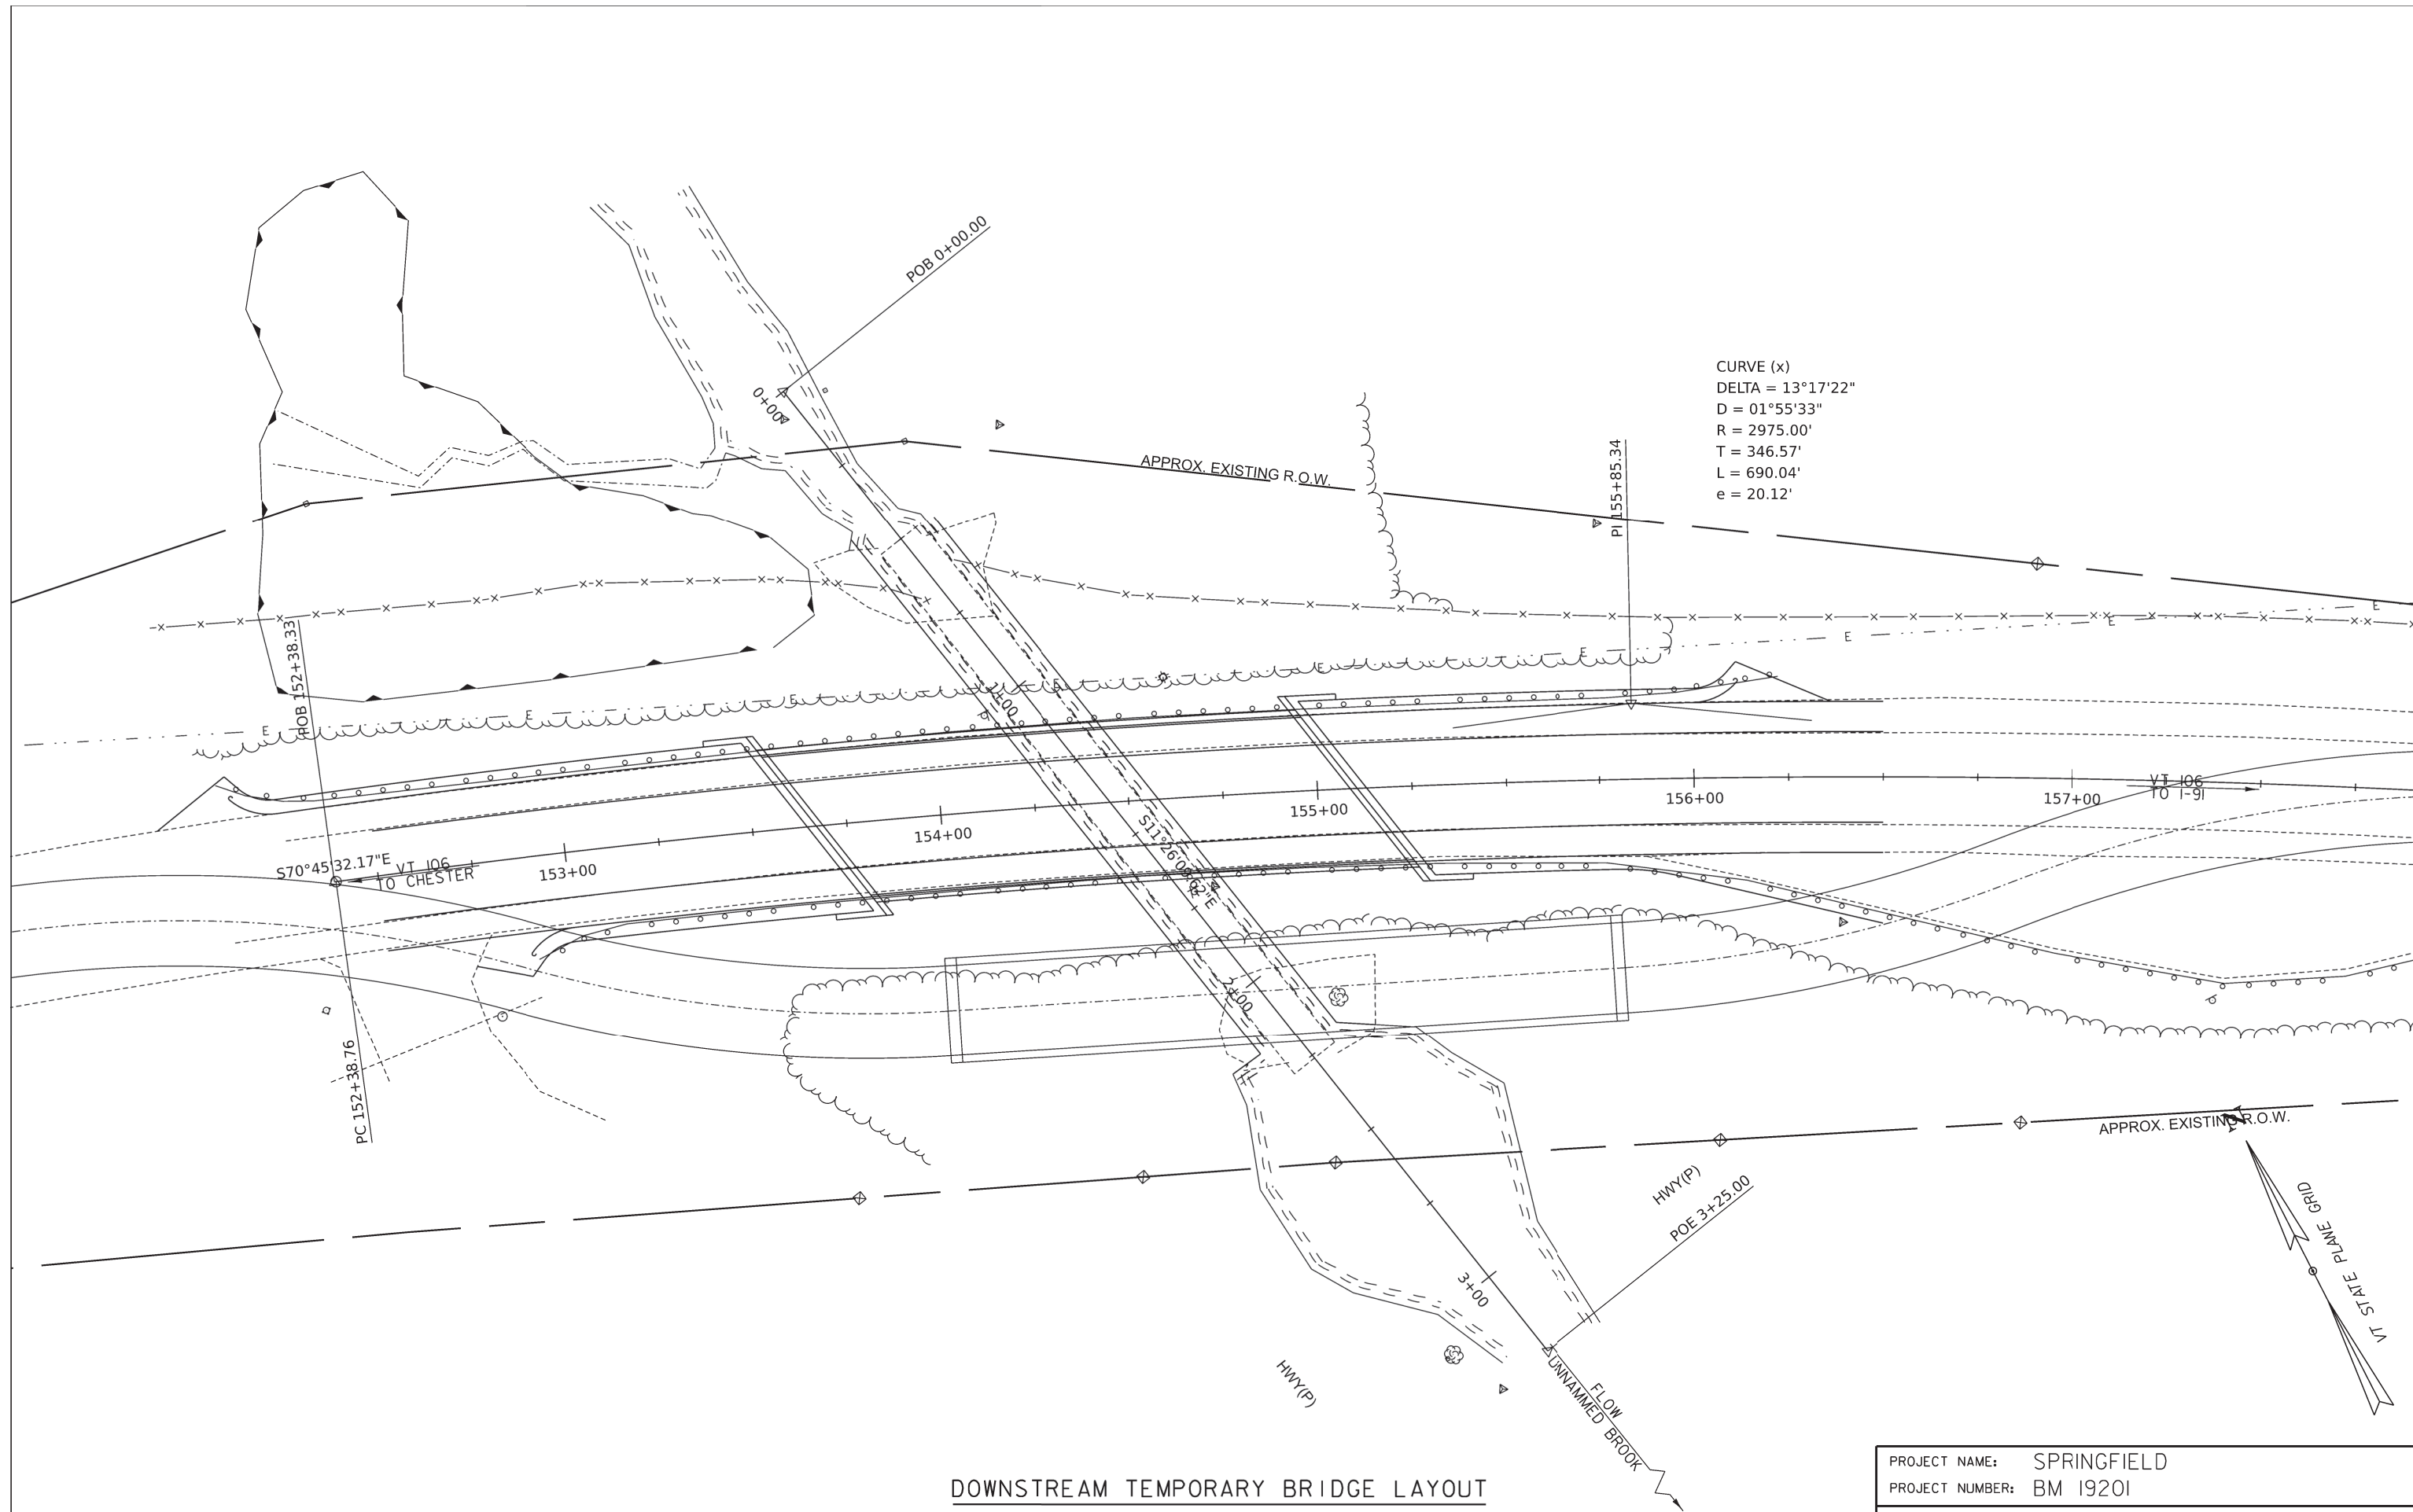 POB 0+00.00
0+00
CURVE (x)
DELTA = 13°17'22"
D = 01°55'33"
R = 2975.00'
T = 346.57'
L = 690.04'
e = 20.12'
APPROX. EXISTING R.O.W.
PI 155+85.34
E
E
E
E
E
E
E
E
E
POB 152+38.33
1+00
VT 106
TO I-91
153+00
154+00
155+00
156+00
157+00
S70°45'32.17"E
VT 106
TO CHESTER
S11°26'09.62"E
2+00
PC 152+38.76
APPROX. EXISTING R.O.W.
N
HWY(P)
POE 3+25.00
VT STATE PLANE GRID
3+00
HWY(P)
FLOW
UNNAMMED BROOK
DOWNSTREAM TEMPORARY BRIDGE LAYOUT
PROJECT NAME: SPRINGFIELD
PROJECT NUMBER: BM 19201